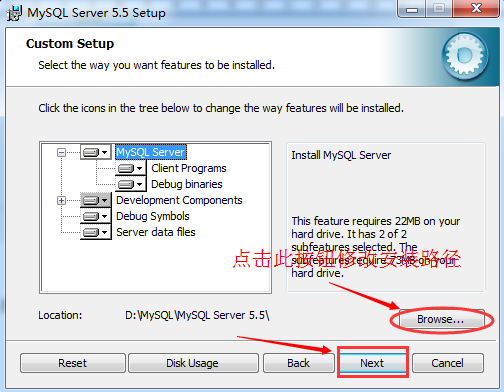 MySQL Server 5.5 Setup
Custom Setup
Select the way you want features to be installed.
Click the icons in the tree below to change the way features will be installed.
MySQL Server
Client Programs
Debug binaries
Development Components
Debug Symbols
Server data files
Install MySQL Server
This feature requires 22MB on your
hard drive. It has 2 of 2
subfeatures selected. The
subfeatures require 73MB on your
hard drive.
点击此按钮修改安装路径
Location: D:\MySQL\MySQL Server 5.5\
Browse...
Reset Disk Usage Back Next Cancel